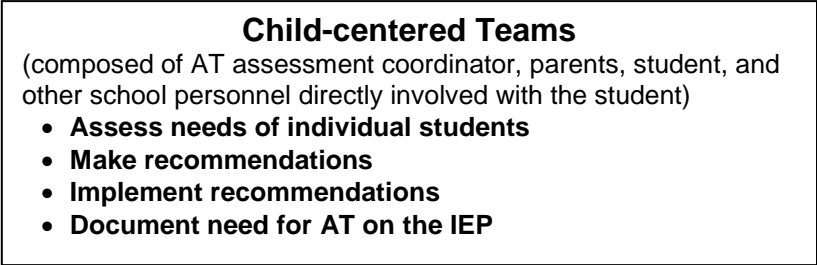 Child-centered Teams
(composed of AT assessment coordinator, parents, student, and
other school personnel directly involved with the student)
• Assess needs of individual students
• Make recommendations
• Implement recommendations
• Document need for AT on the IEP